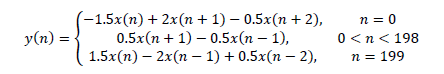 −1.5x(n) + 2x(n + 1) − 0.5x(n + 2), n = 0
y(n) = { 0.5x(n + 1) − 0.5x(n − 1), 0 < n < 198
1.5x(n) − 2x(n − 1) + 0.5x(n − 2), n = 199